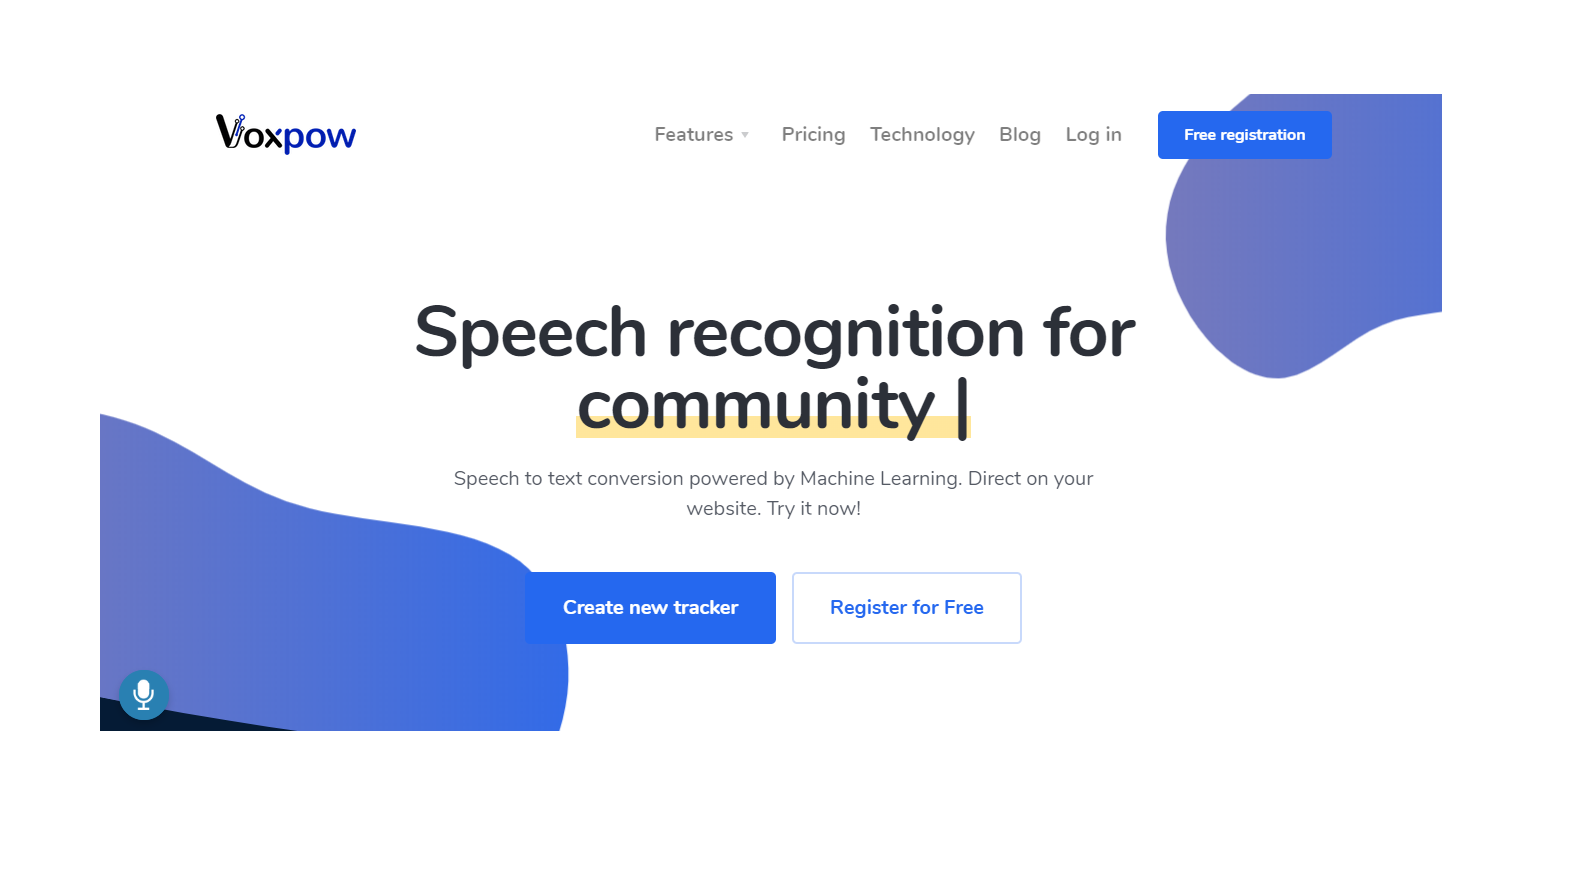 Voxpow
Features Pricing Technology Blog Log in Free registration
Speech recognition for
community |
Speech to text conversion powered by Machine Learning. Direct on your
website. Try it now!
Create new tracker Register for Free